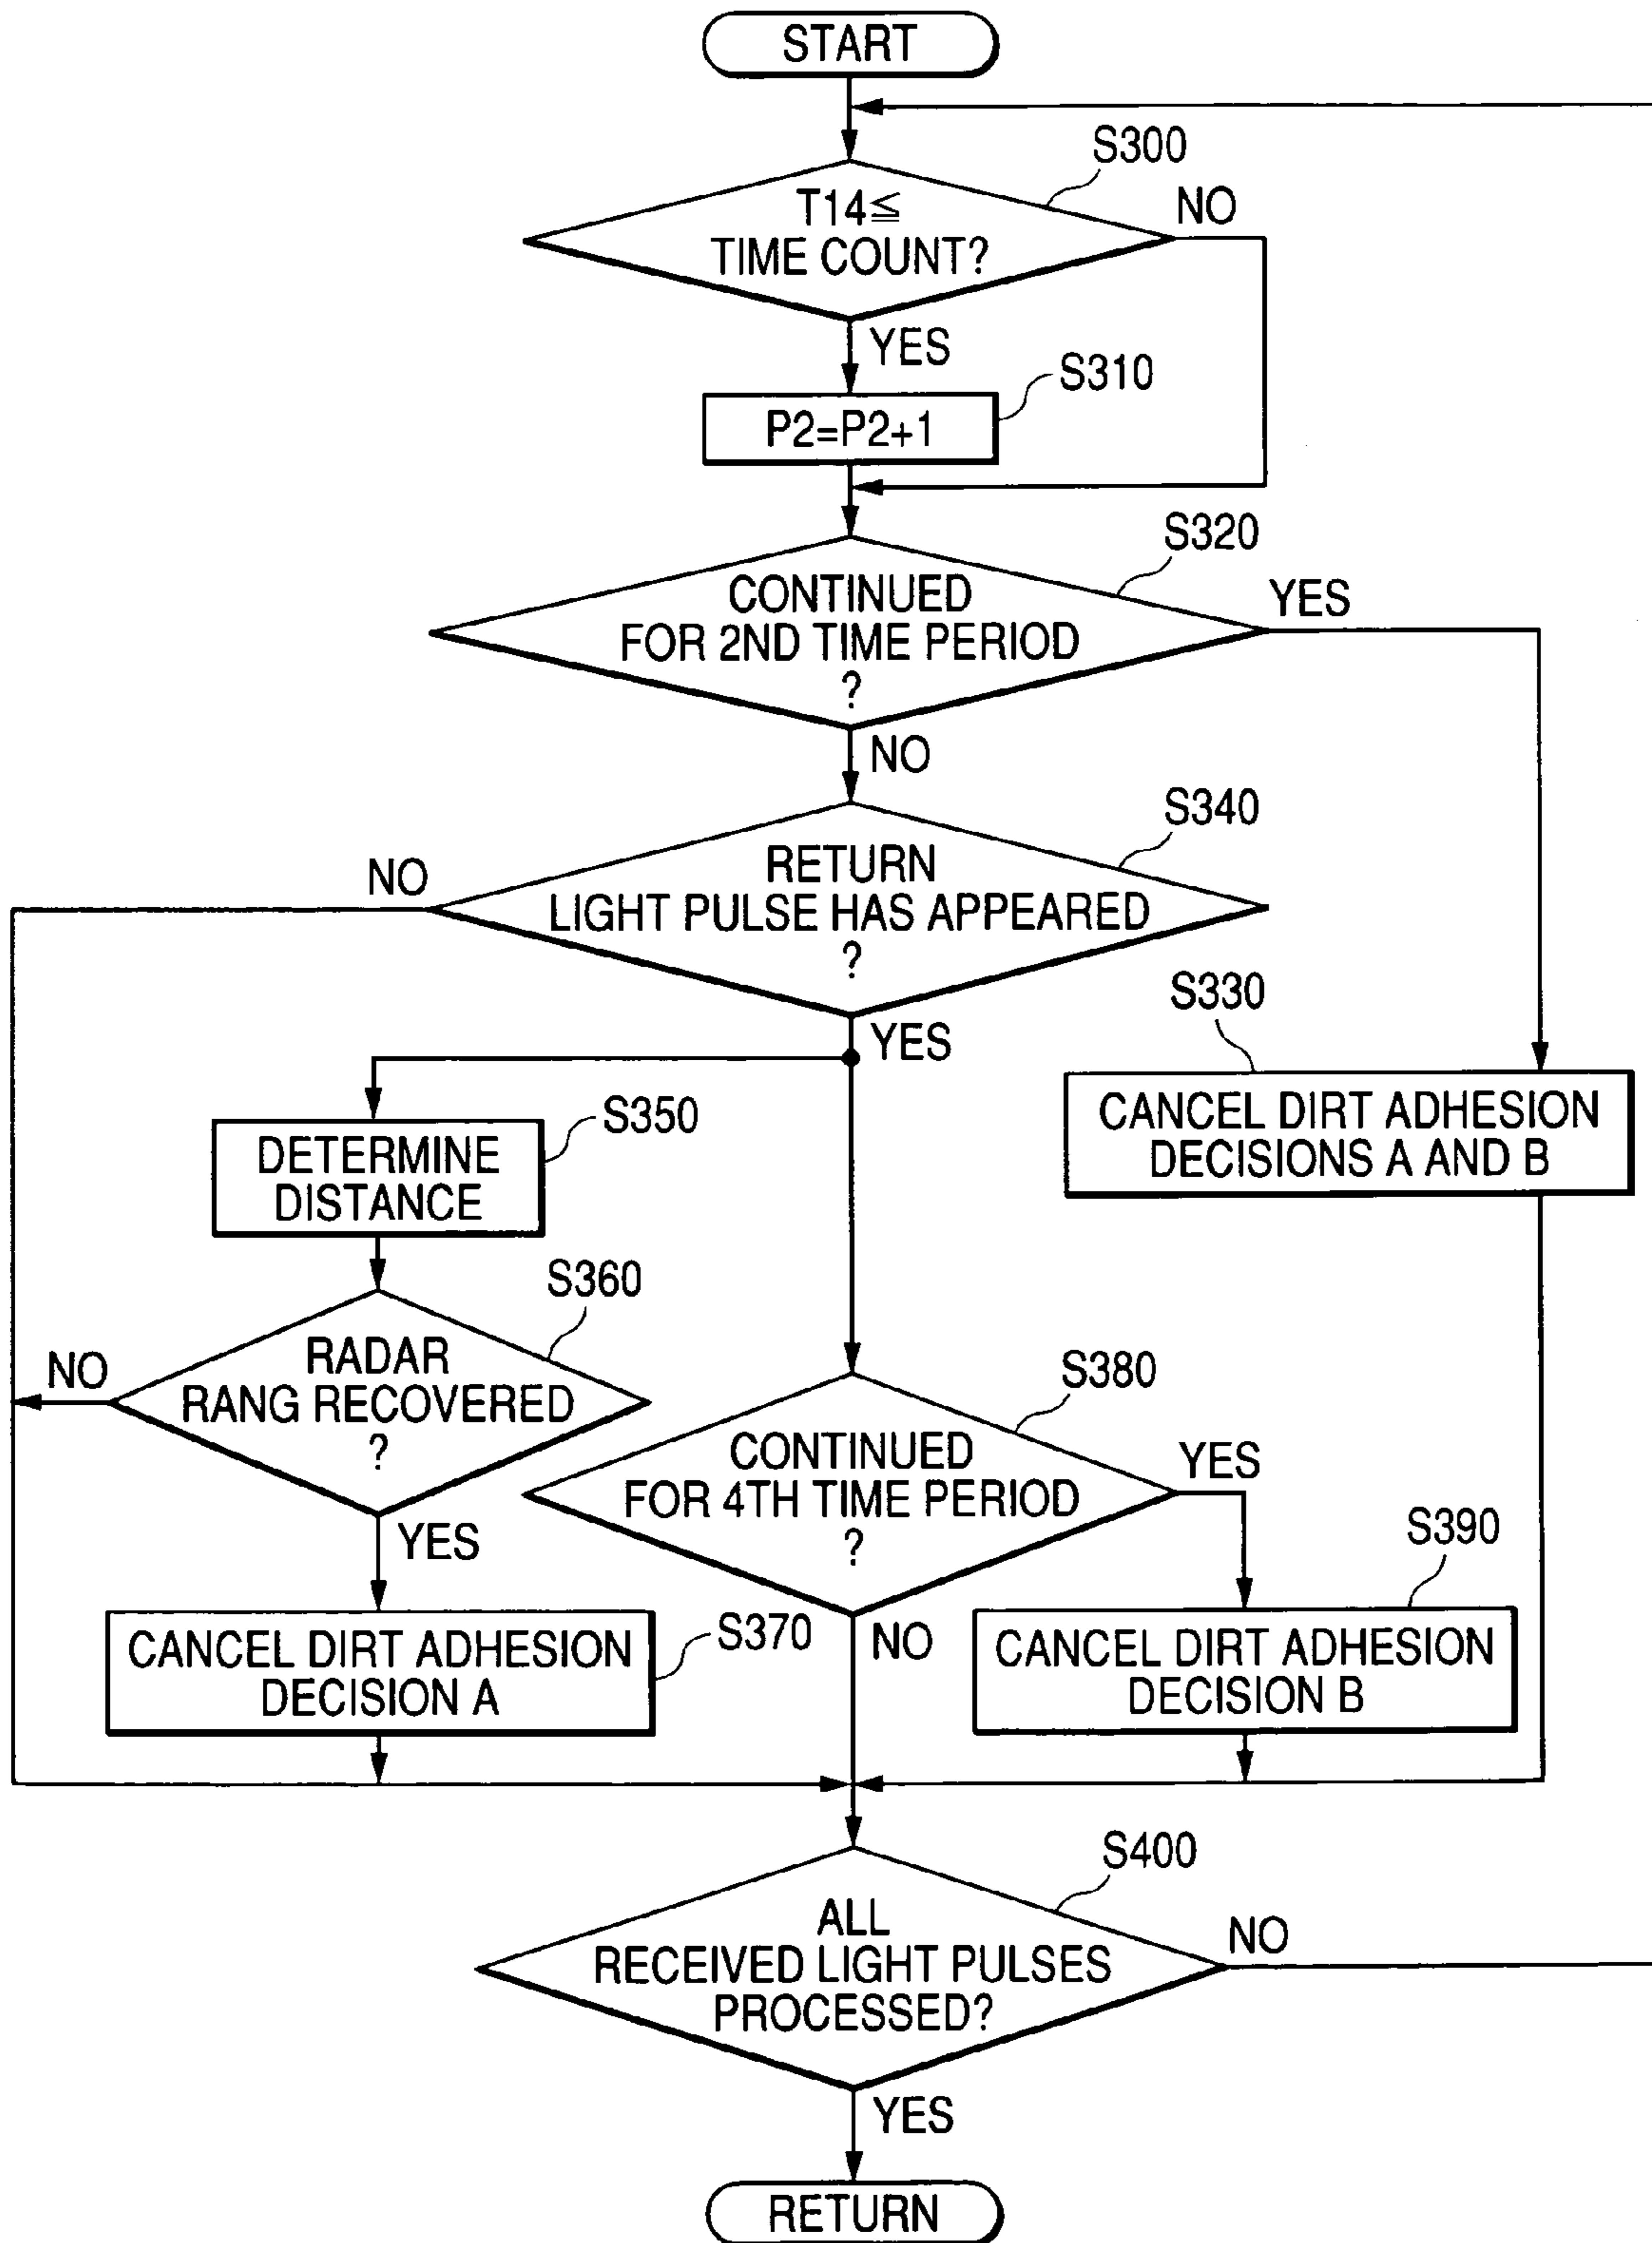 START
S300
T14≦
TIME COUNT?
NO
YES
S310
P2=P2+1
S320
CONTINUED
FOR 2ND TIME PERIOD
?
YES
NO
S340
RETURN
LIGHT PULSE HAS APPEARED
?
NO
YES
S330
CANCEL DIRT ADHESION
DECISIONS A AND B
S350
DETERMINE
DISTANCE
S360
RADAR
RANG RECOVERED
?
NO
YES
S380
CONTINUED
FOR 4TH TIME PERIOD
?
YES
NO
S370
CANCEL DIRT ADHESION
DECISION A
S390
CANCEL DIRT ADHESION
DECISION B
S400
ALL
RECEIVED LIGHT PULSES
PROCESSED?
NO
YES
RETURN